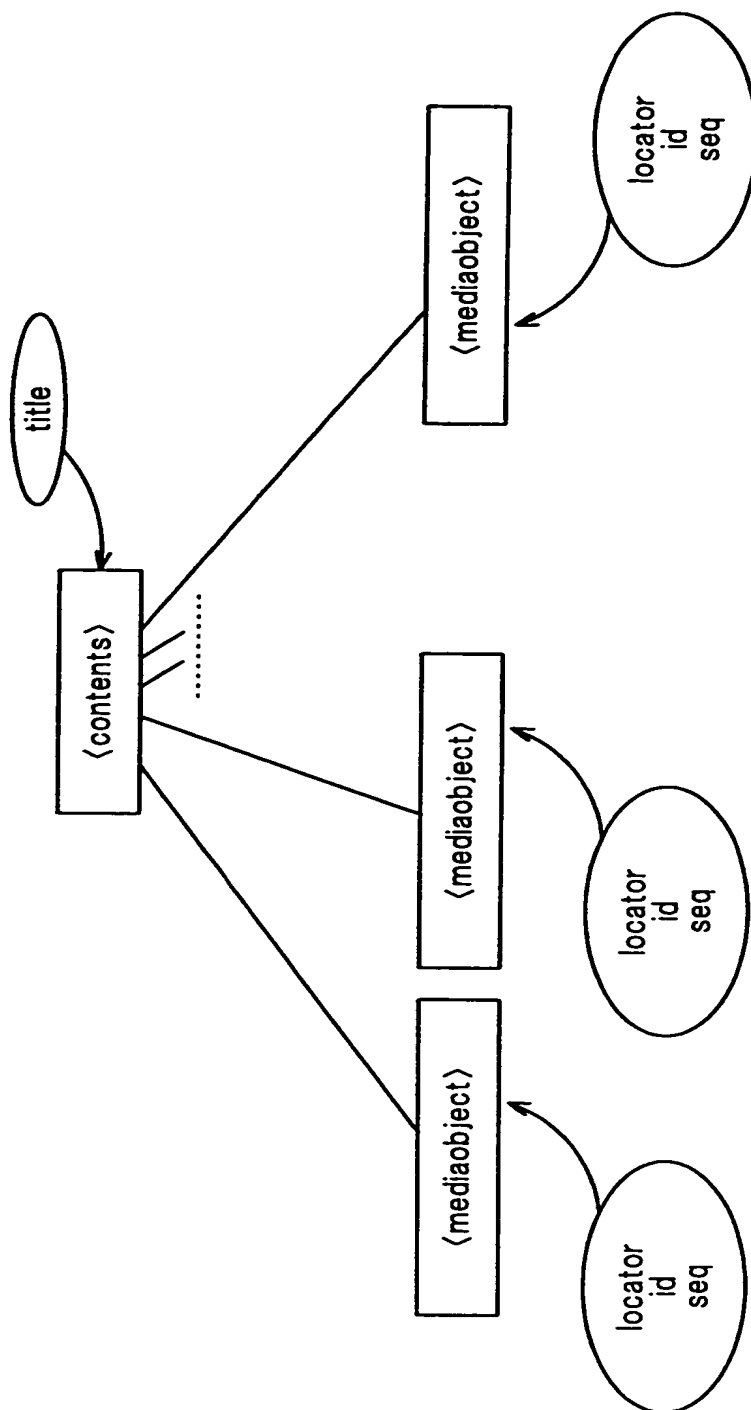 title
〈contents〉
〈mediaobject〉
〈mediaobject〉
〈mediaobject〉
locator
id
seq
locator
id
seq
locator
id
seq